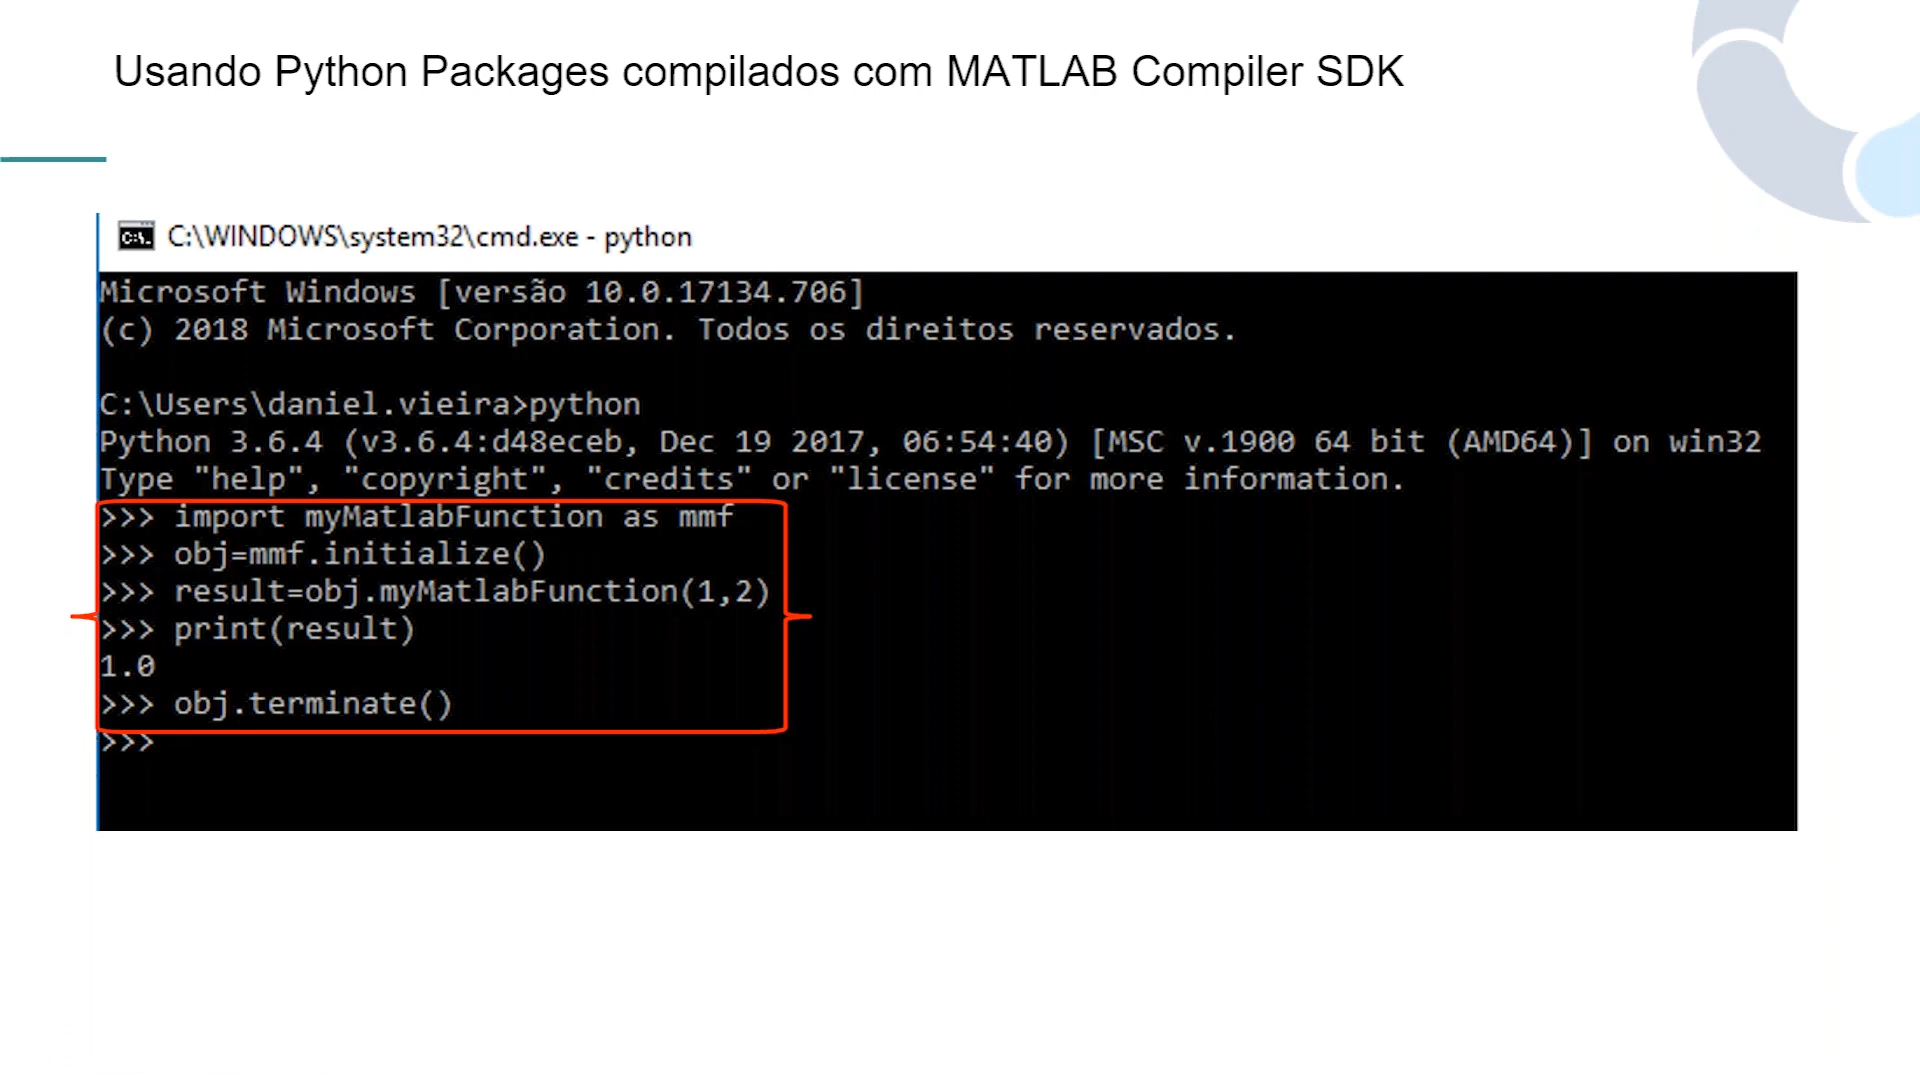 Usando Python Packages compilados com MATLAB Compiler SDK
C:\WINDOWS\system32\cmd.exe - python
Microsoft Windows [versão 10.0.17134.706]
(c) 2018 Microsoft Corporation. Todos os direitos reservados.
C:\Users\daniel.vieira>python
Python 3.6.4 (v3.6.4:d48eceb, Dec 19 2017, 06:54:40) [MSC v.1900 64 bit (AMD64)] on win32
Type "help", "copyright", "credits" or "license" for more information.
>>> import myMatlabFunction as mmf
>>> obj=mmf.initialize()
>>> result=obj.myMatlabFunction(1,2)
>>> print(result)
1.0
>>> obj.terminate()
>>>